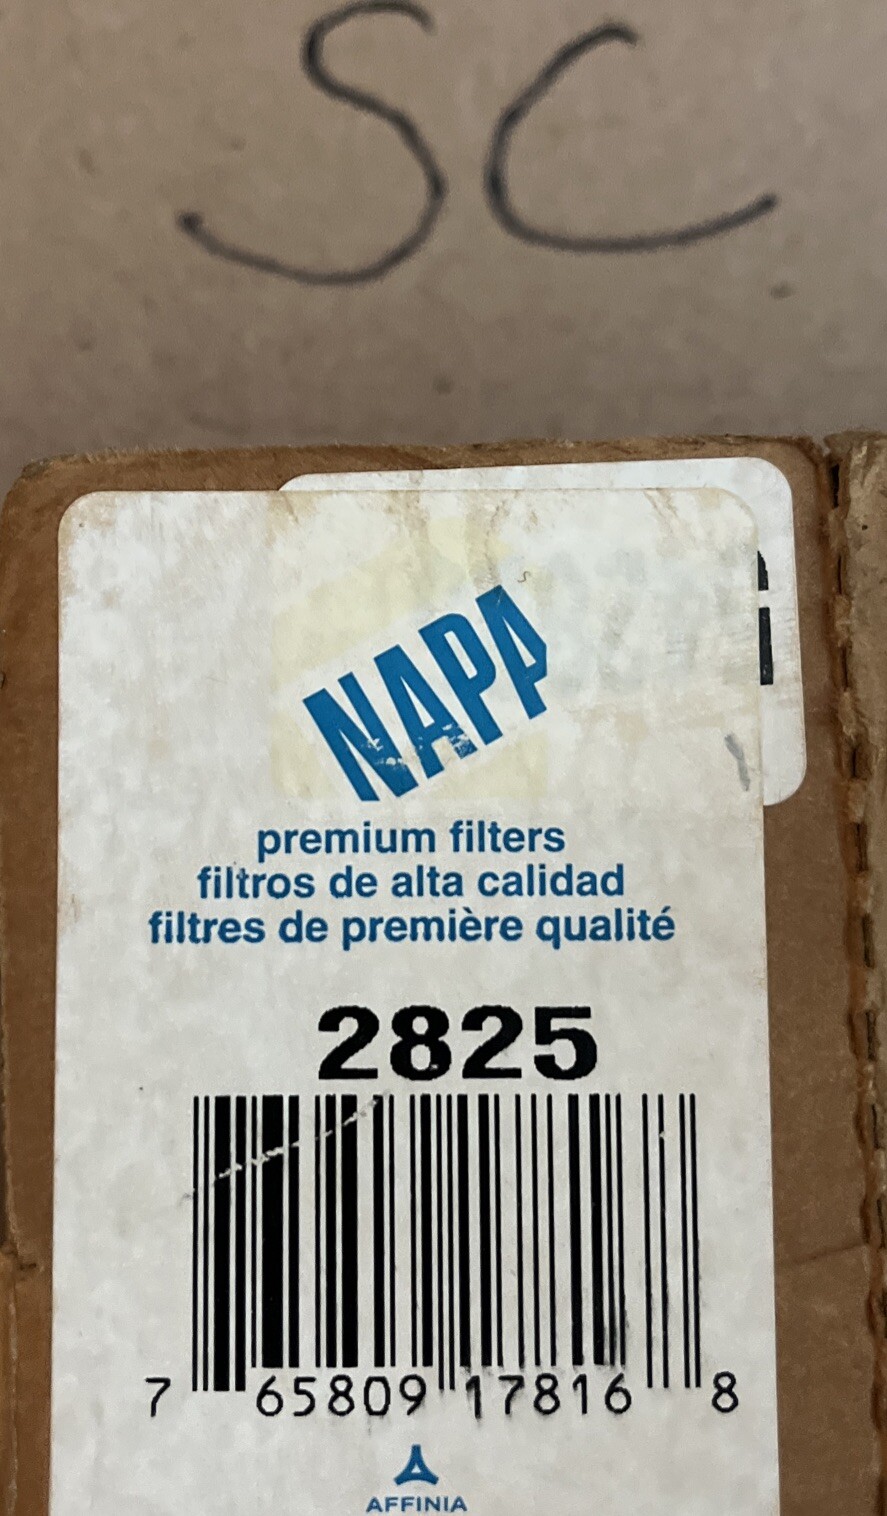 SC
NAPA
premium filters
filtros de alta calidad
filtres de première qualité
2825
7 65809 17816 8
AFFINIA